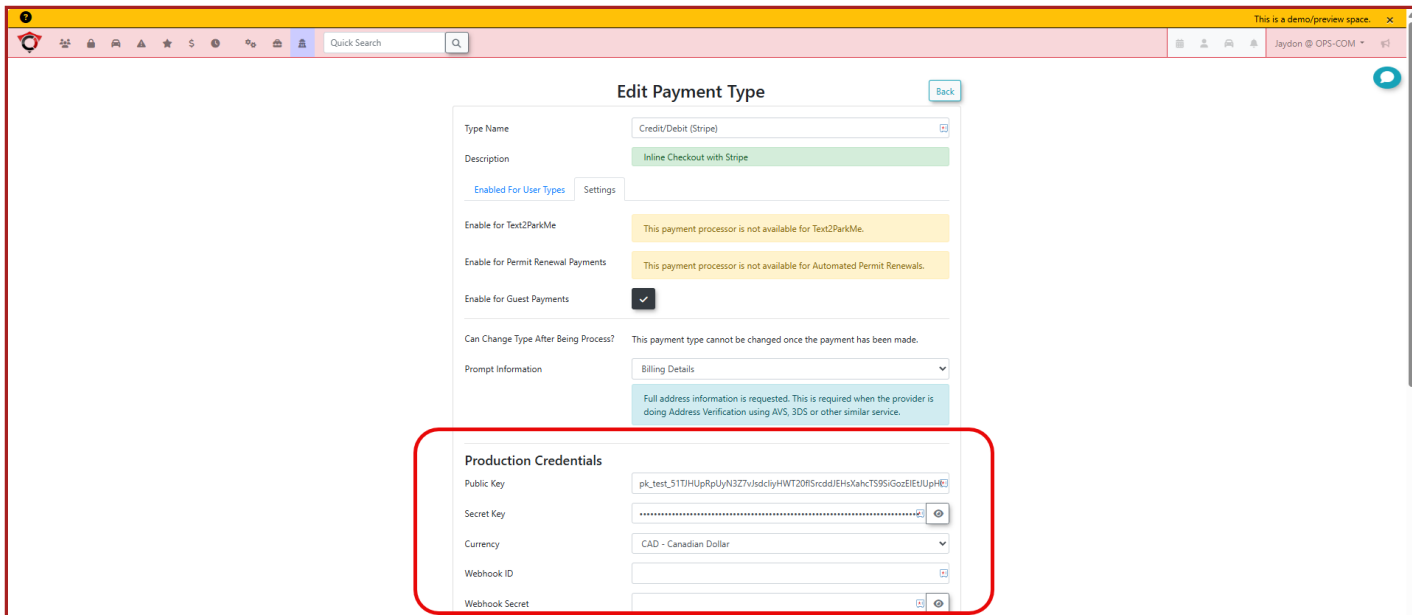 This is a demo/preview space. ×
Quick Search
Jaydon @ OPS-COM
Edit Payment Type
Back
Type Name
Credit/Debit (Stripe)
Description
Inline Checkout with Stripe
Enabled For User Types
Settings
Enable for Text2ParkMe
This payment processor is not available for Text2ParkMe.
Enable for Permit Renewal Payments
This payment processor is not available for Automated Permit Renewals.
Enable for Guest Payments
Can Change Type After Being Process?
This payment type cannot be changed once the payment has been made.
Prompt Information
Billing Details
Full address information is requested. This is required when the provider is
doing Address Verification using AVS, 3DS or other similar service.
Production Credentials
Public Key
Secret Key
Currency
CAD - Canadian Dollar
Webhook ID
Webhook Secret